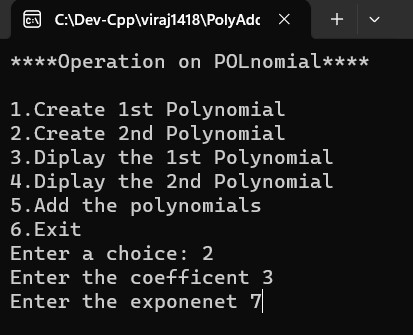 C:\Dev-Cpp\viraj1418\PolyAdd
****Operation on POLnomial****
1.Create 1st Polynomial
2.Create 2nd Polynomial
3.Diplay the 1st Polynomial
4.Diplay the 2nd Polynomial
5.Add the polynomials
6.Exit
Enter a choice: 2
Enter the coefficent 3
Enter the exponenet 7